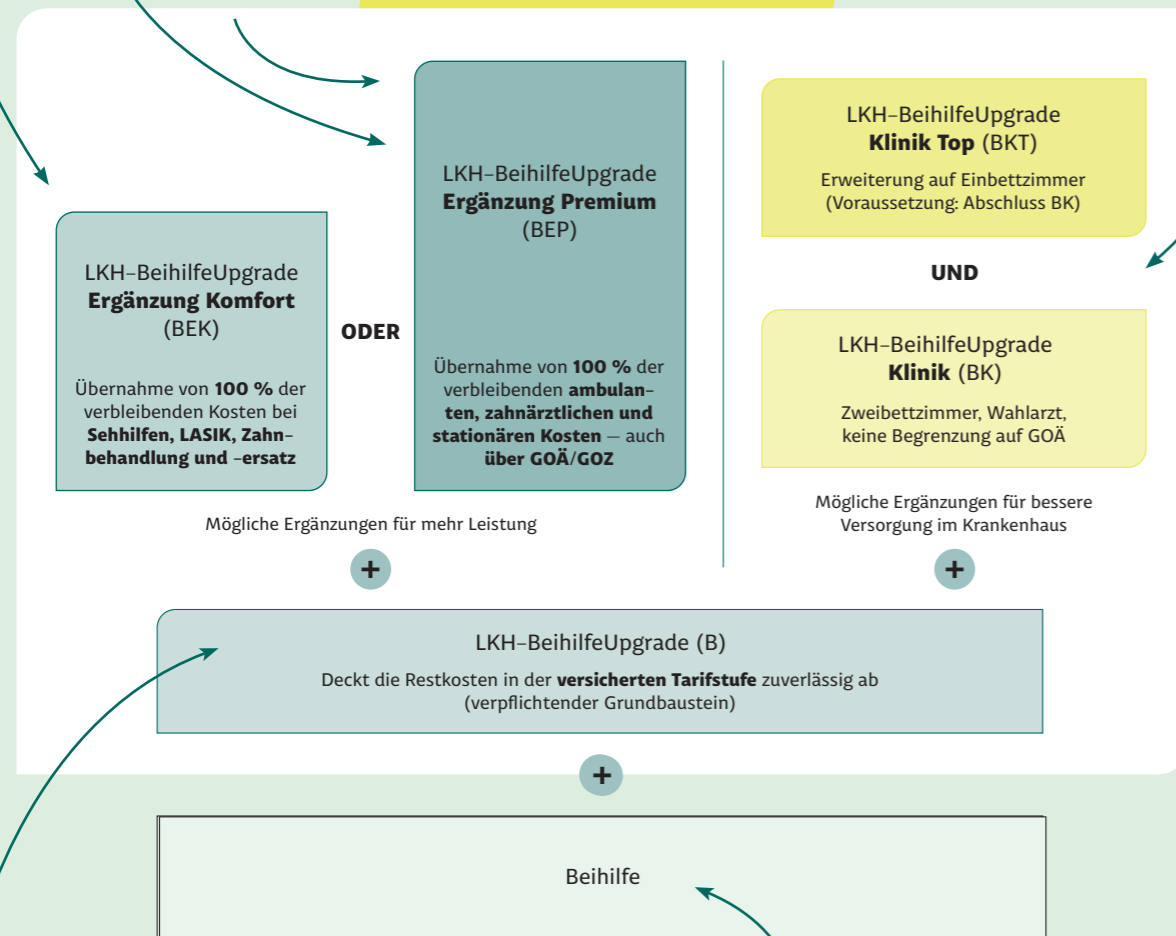 LKH-BeihilfeUpgrade
Ergänzung Komfort
(BEK)
Übernahme von 100 % der
verbleibenden Kosten bei
Sehhilfen, LASIK, Zahn-
behandlung und -ersatz
ODER
LKH-BeihilfeUpgrade
Ergänzung Premium
(BEP)
Übernahme von 100 % der
verbleibenden ambulan-
ten, zahnärztlichen und
stationären Kosten – auch
über GOÄ/GOZ
Mögliche Ergänzungen für mehr Leistung
+
LKH-BeihilfeUpgrade
Klinik Top (BKT)
Erweiterung auf Einbettzimmer
(Voraussetzung: Abschluss BK)
UND
LKH-BeihilfeUpgrade
Klinik (BK)
Zweibettzimmer, Wahlarzt,
keine Begrenzung auf GOÄ
Mögliche Ergänzungen für bessere
Versorgung im Krankenhaus
+
LKH-BeihilfeUpgrade (B)
Deckt die Restkosten in der versicherten Tarifstufe zuverlässig ab
(verpflichtender Grundbaustein)
+
Beihilfe